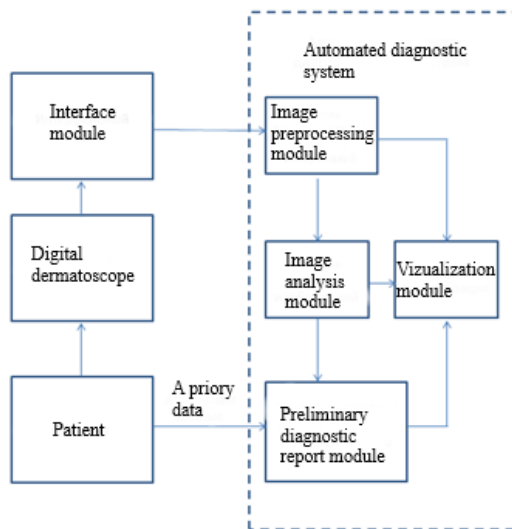 Automated diagnostic
system
Interface
module
Image
preprocessing
module
Digital
dermatoscope
Image
analysis
module
Vizualization
module
A priory
data
Patient
Preliminary
diagnostic
report module